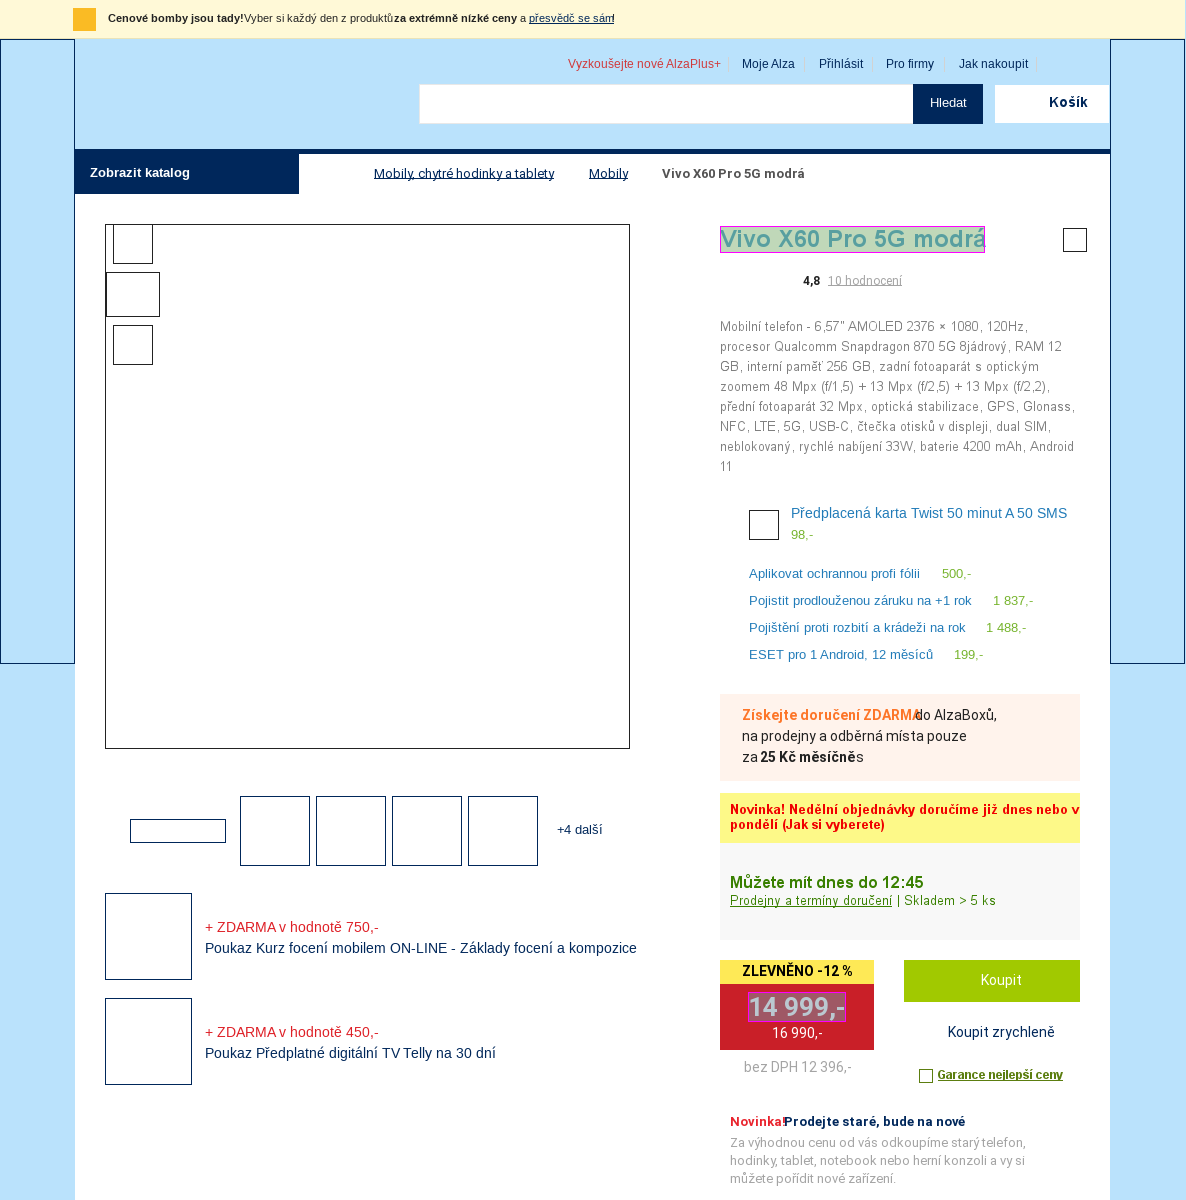 Cenové bomby jsou tady! Vyber si každý den z produktů za extrémně nízké ceny a přesvědč se sám!
Vyzkoušejte nové AlzaPlus+
Moje Alza
Přihlásit
Pro firmy
Jak nakoupit
Hledat
Košík
Zobrazit katalog
Mobily, chytré hodinky a tablety
Mobily
Vivo X60 Pro 5G modrá
Vivo X60 Pro 5G modrá
4,8 10 hodnocení
Mobilní telefon - 6,57" AMOLED 2376 × 1080, 120Hz,
procesor Qualcomm Snapdragon 870 5G 8jádrový, RAM 12
GB, interní paměť 256 GB, zadní fotoaparát s optickým
zoomem 48 Mpx (f/1,5) + 13 Mpx (f/2,5) + 13 Mpx (f/2,2),
přední fotoaparát 32 Mpx, optická stabilizace, GPS, Glonass,
NFC, LTE, 5G, USB-C, čtečka otisků v displeji, dual SIM,
neblokovaný, rychlé nabíjení 33W, baterie 4200 mAh, Android
11
Předplacená karta Twist 50 minut A 50 SMS
98,-
Aplikovat ochrannou profi fólii 500,-
Pojistit prodlouženou záruku na +1 rok 1 837,-
Pojištění proti rozbití a krádeži na rok 1 488,-
ESET pro 1 Android, 12 měsíců 199,-
Získejte doručení ZDARMA do AlzaBoxů,
na prodejny a odběrná místa pouze
za 25 Kč měsíčně s
Novinka! Nedělní objednávky doručíme již dnes nebo v
pondělí (Jak si vyberete)
Můžete mít dnes do 12:45
Prodejny a termíny doručení | Skladem > 5 ks
+4 další
+ ZDARMA v hodnotě 750,-
Poukaz Kurz focení mobilem ON-LINE - Základy focení a kompozice
+ ZDARMA v hodnotě 450,-
Poukaz Předplatné digitální TV Telly na 30 dní
ZLEVNĚNO -12 %
14 999,-
16 990,-
bez DPH 12 396,-
Koupit
Koupit zrychleně
Garance nejlepší ceny
Novinka! Prodejte staré, bude na nové
Za výhodnou cenu od vás odkoupíme starý telefon,
hodinky, tablet, notebook nebo herní konzoli a vy si
můžete pořídit nové zařízení.